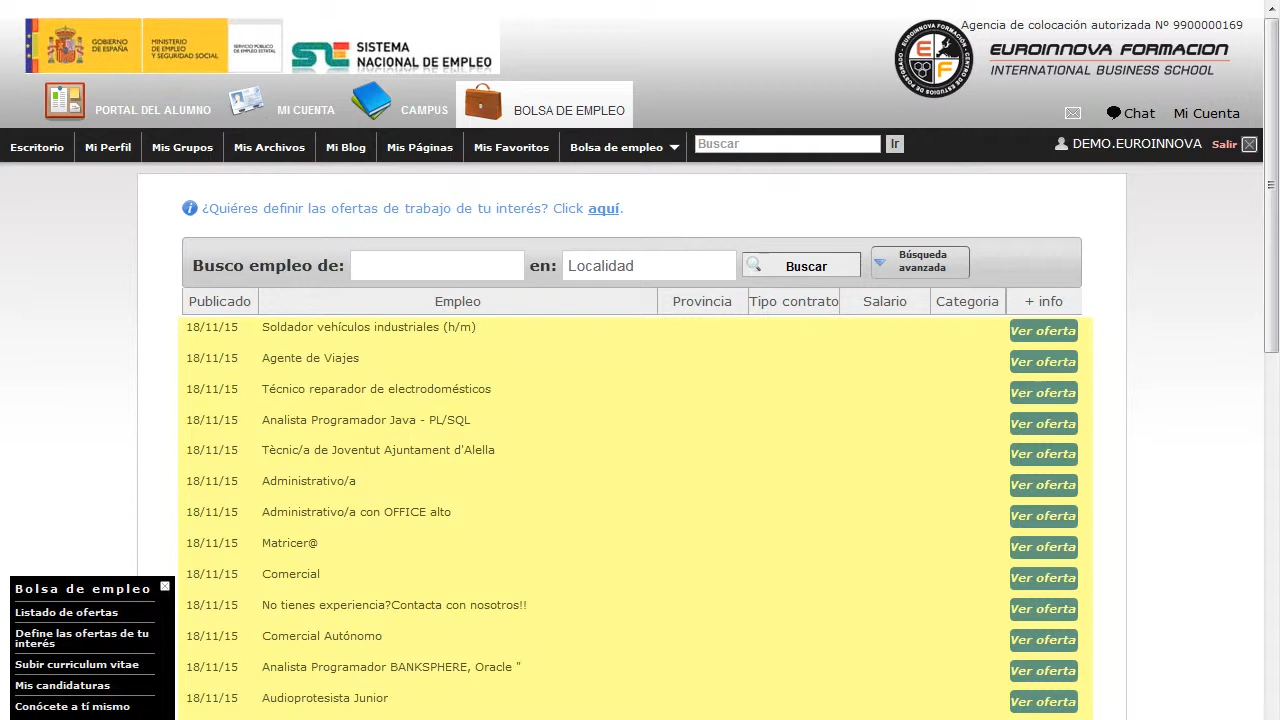 GOBIERNO DE ESPAÑA
MINISTERIO DE EMPLEO Y SEGURIDAD SOCIAL
SERVICIO PÚBLICO DE EMPLEO ESTATAL
SISTEMA NACIONAL DE EMPLEO
Agencia de colocación autorizada Nº 9900000169
EUROINNOVA FORMACION
INTERNATIONAL BUSINESS SCHOOL
PORTAL DEL ALUMNO
MI CUENTA
CAMPUS
BOLSA DE EMPLEO
Chat
Mi Cuenta
Escritorio
Mi Perfil
Mis Grupos
Mis Archivos
Mi Blog
Mis Páginas
Mis Favoritos
Bolsa de empleo
Buscar
Ir
DEMO.EUROINNOVA
Salir
¿Quiéres definir las ofertas de trabajo de tu interés? Click aquí.
Busco empleo de:
en: Localidad
Buscar
Búsqueda avanzada
Publicado Empleo Provincia Tipo contrato Salario Categoria + info
18/11/15 Soldador vehículos industriales (h/m) Ver oferta
18/11/15 Agente de Viajes Ver oferta
18/11/15 Técnico reparador de electrodomésticos Ver oferta
18/11/15 Analista Programador Java - PL/SQL Ver oferta
18/11/15 Tècnic/a de Joventut Ajuntament d'Alella Ver oferta
18/11/15 Administrativo/a Ver oferta
18/11/15 Administrativo/a con OFFICE alto Ver oferta
18/11/15 Matricer@ Ver oferta
18/11/15 Comercial Ver oferta
18/11/15 No tienes experiencia?Contacta con nosotros!! Ver oferta
18/11/15 Comercial Autónomo Ver oferta
18/11/15 Analista Programador BANKSPHERE, Oracle " Ver oferta
18/11/15 Audioprotesista Junior Ver oferta
Bolsa de empleo
Listado de ofertas
Define las ofertas de tu interés
Subir curriculum vitae
Mis candidaturas
Conócete a tí mismo